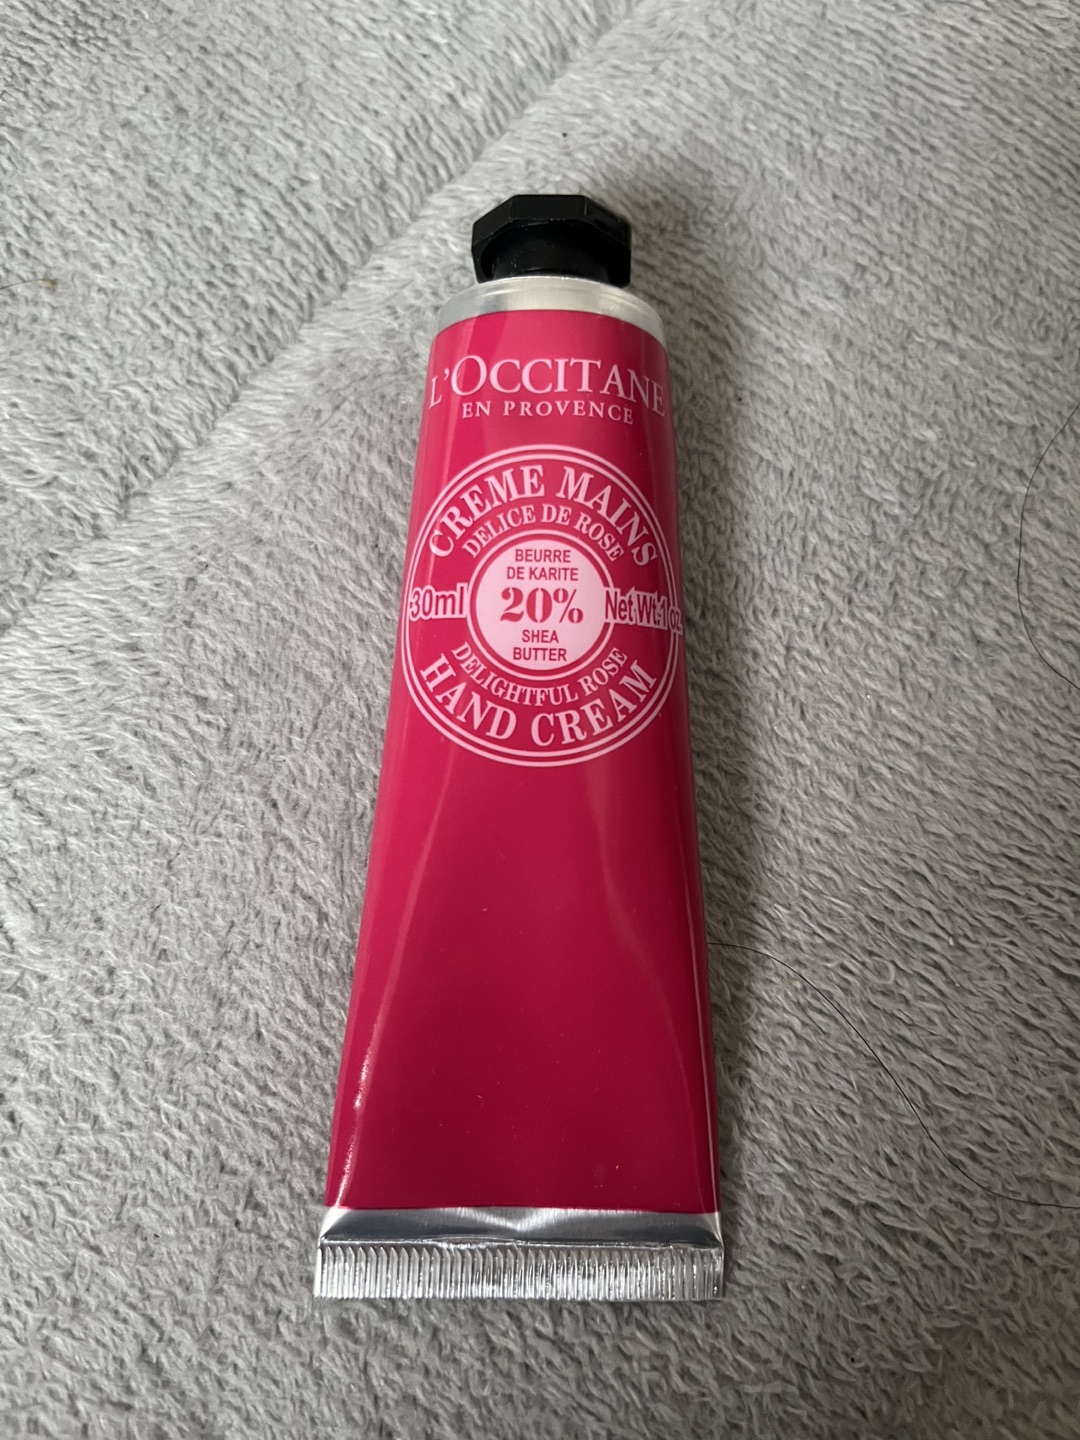 L'OCCITANE
EN PROVENCE
CREME MAINS
DELICE DE ROSE
BEURRE
DE KARITE
30ml 20% Net Wt. 1 oz.
SHEA
BUTTER
DELIGHTFUL ROSE
HAND CREAM